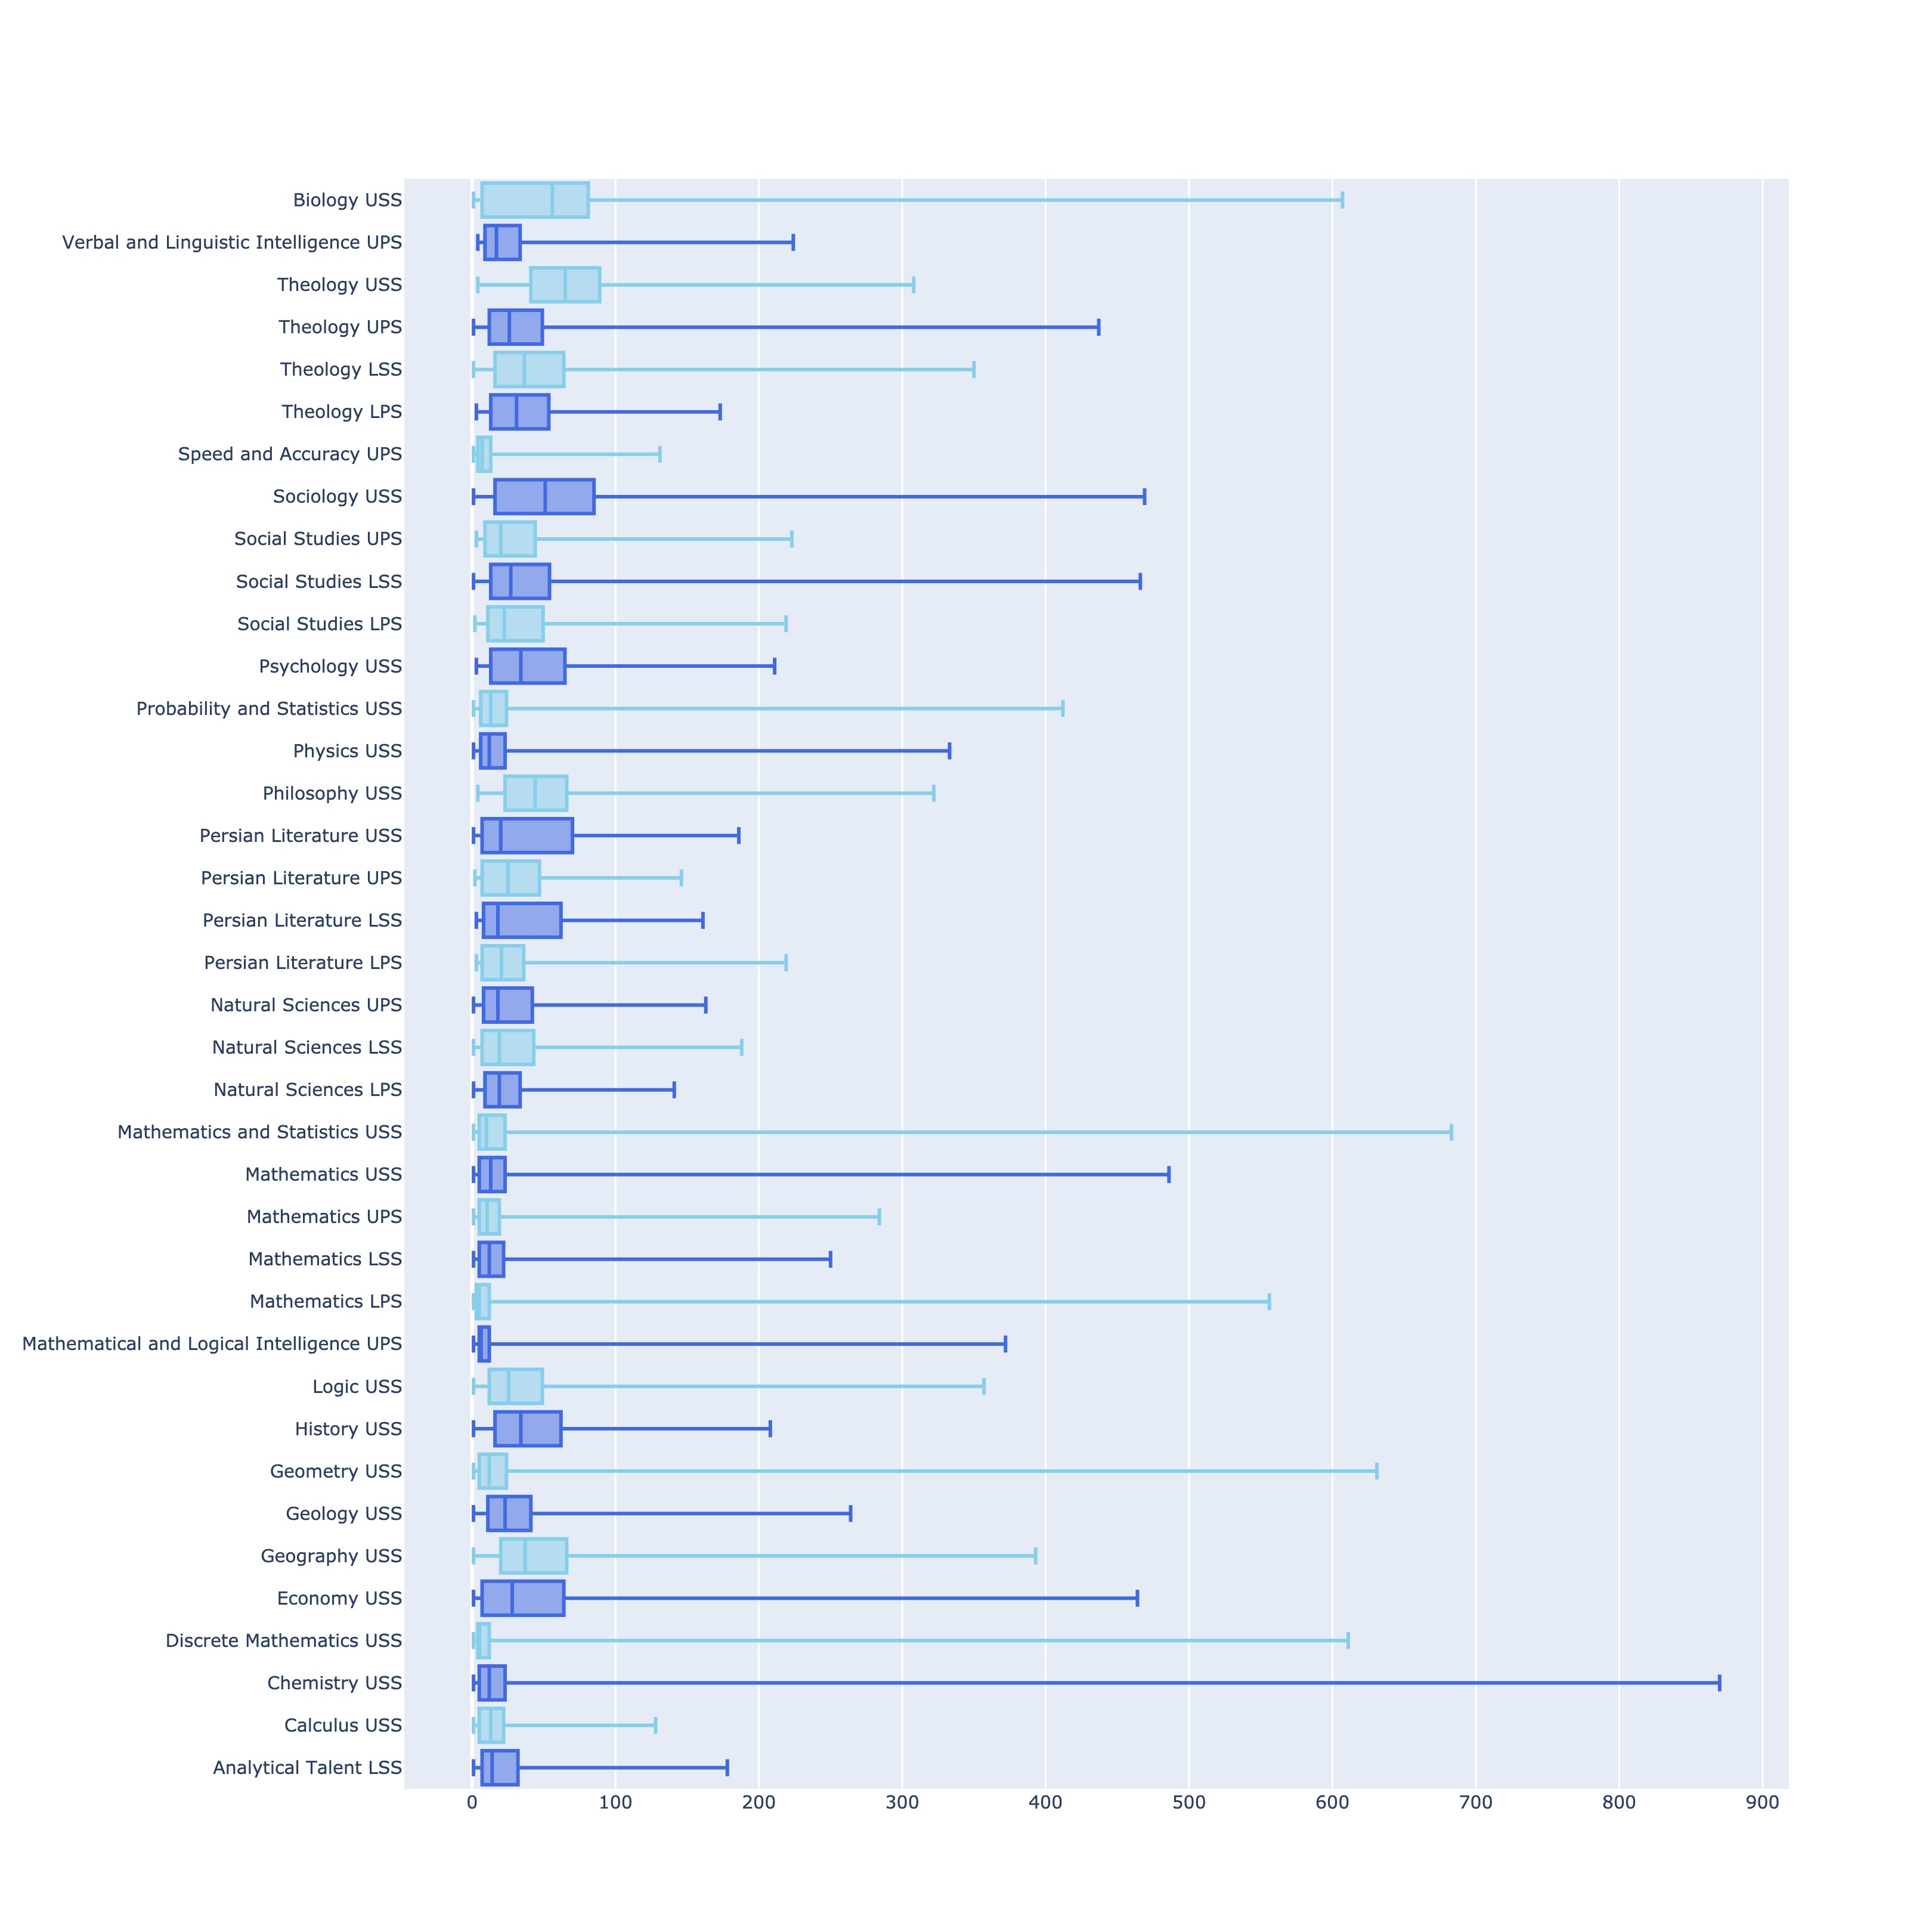 Biology USS
Verbal and Linguistic Intelligence UPS
Theology USS
Theology UPS
Theology LSS
Theology LPS
Speed and Accuracy UPS
Sociology USS
Social Studies UPS
Social Studies LSS
Social Studies LPS
Psychology USS
Probability and Statistics USS
Physics USS
Philosophy USS
Persian Literature USS
Persian Literature UPS
Persian Literature LSS
Persian Literature LPS
Natural Sciences UPS
Natural Sciences LSS
Natural Sciences LPS
Mathematics and Statistics USS
Mathematics USS
Mathematics UPS
Mathematics LSS
Mathematics LPS
Mathematical and Logical Intelligence UPS
Logic USS
History USS
Geometry USS
Geology USS
Geography USS
Economy USS
Discrete Mathematics USS
Chemistry USS
Calculus USS
Analytical Talent LSS
0 100 200 300 400 500 600 700 800 900